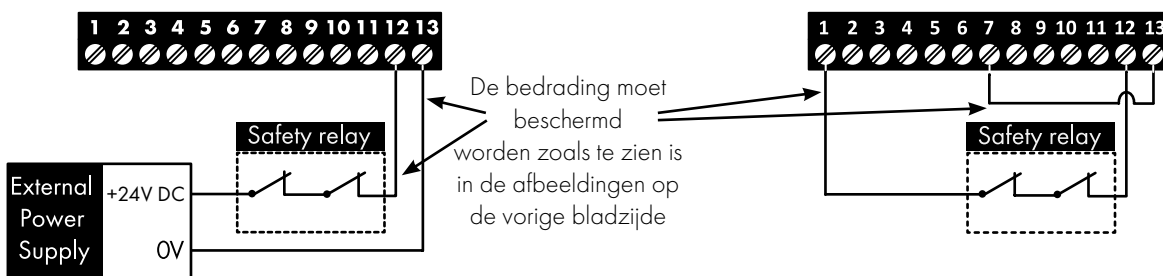 1 2 3 4 5 6 7 8 9 10 11 12 13
1 2 3 4 5 6 7 8 9 10 11 12 13
De bedrading moet
beschermd
worden zoals te zien is
in de afbeeldingen op
de vorige bladzijde
Safety relay
Safety relay
External
Power
Supply
+24V DC
0V